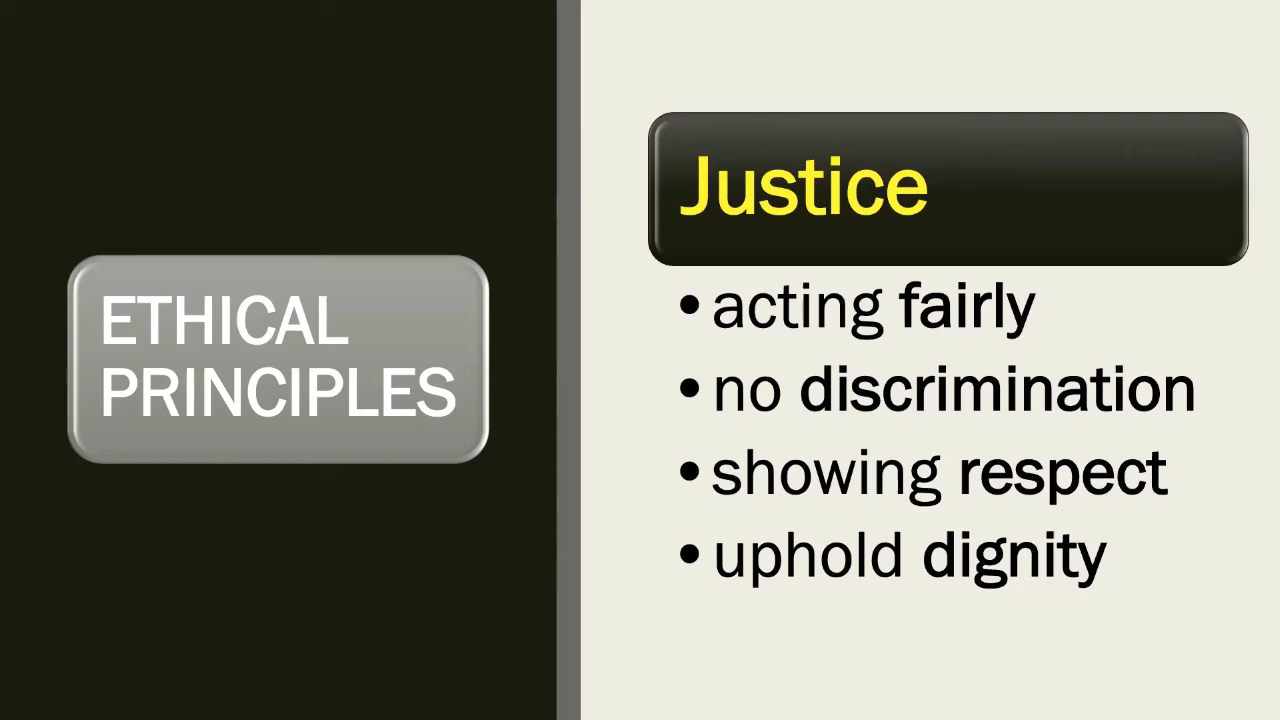 ETHICAL
PRINCIPLES
Justice
• acting fairly
• no discrimination
• showing respect
• uphold dignity